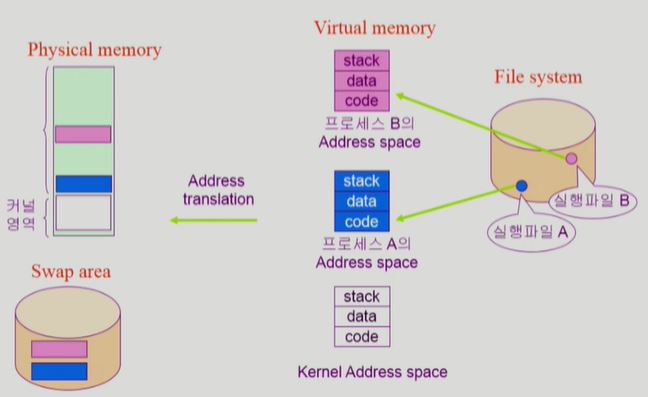 Virtual memory
Physical memory
File system
stack
data
code
프로세스 B의
Address space
실행파일 B
실행파일 A
Address
translation
stack
data
code
프로세스 A의
Address space
커널
영역
Swap area
stack
data
code
Kernel Address space